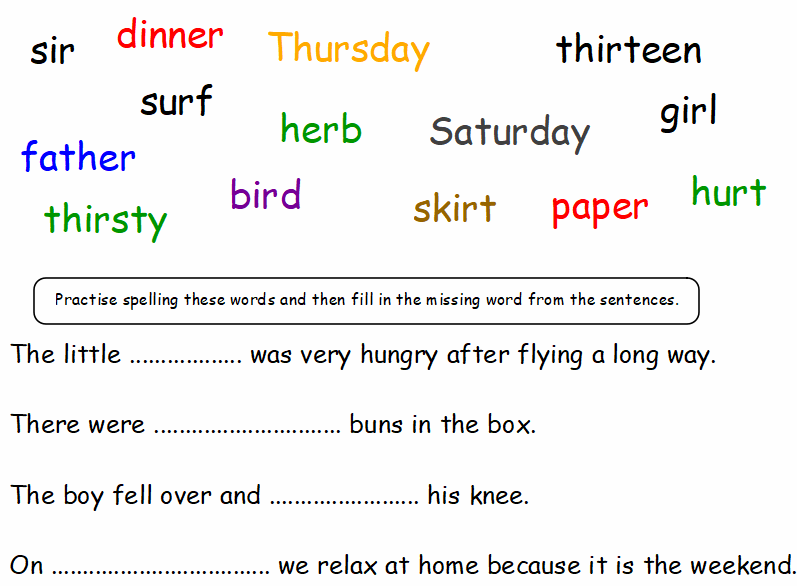 sir dinner Thursday thirteen
surf herb Saturday girl
father bird skirt paper hurt
thirsty
Practise spelling these words and then fill in the missing word from the sentences.
The little .................. was very hungry after flying a long way.
There were .............................. buns in the box.
The boy fell over and ........................ his knee.
On ................................... we relax at home because it is the weekend.